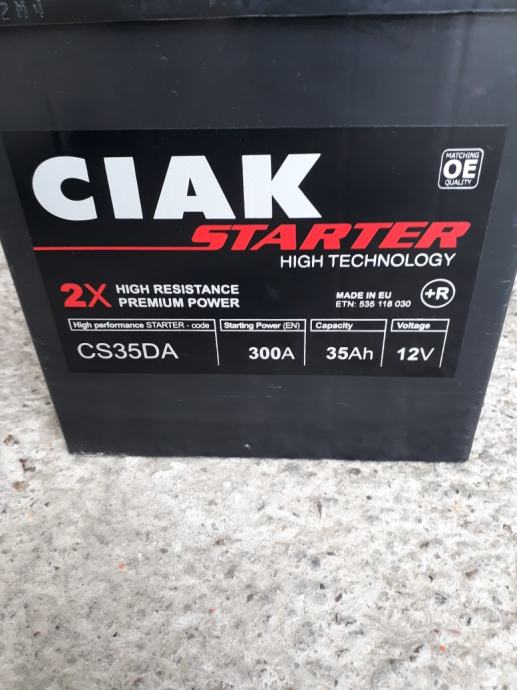 CIAK
MATCHING
OE
QUALITY
STARTER
HIGH TECHNOLOGY
2X HIGH RESISTANCE
PREMIUM POWER
MADE IN EU
ETN: 535 118 030
+R
High performance STARTER - code
CS35DA
Starting Power (EN)
300A
Capacity
35Ah
Voltage
12V